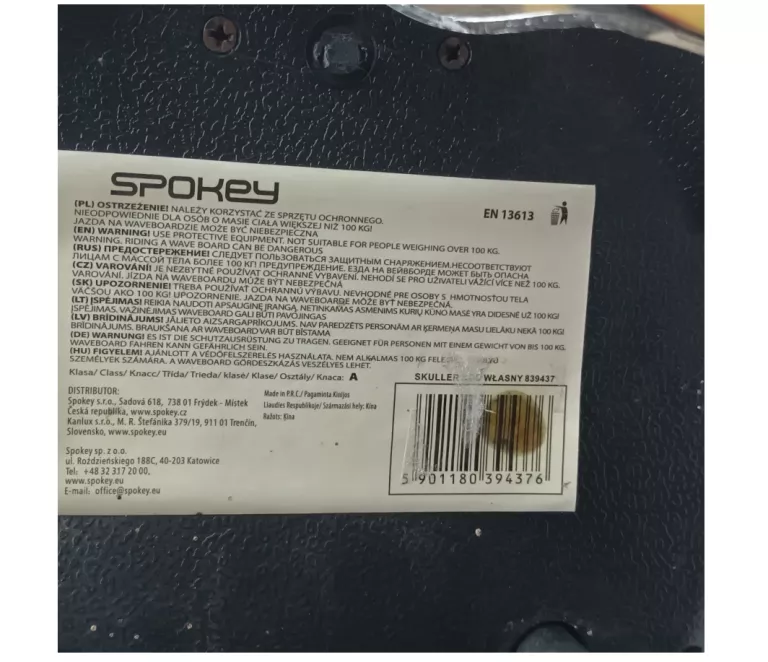 SPOKEY
EN 13613
(PL) OSTRZEŻENIE! NALEŻY KORZYSTAĆ ZE SPRZĘTU OCHRONNEGO.
NIEODPOWIEDNIE DLA OSÓB O MASIE CIAŁA WIĘKSZEJ NIŻ 100 KG!
JAZDA NA WAVEBOARDZIE MOŻE BYĆ NIEBEZPIECZNA
(EN) WARNING! USE PROTECTIVE EQUIPMENT. NOT SUITABLE FOR PEOPLE WEIGHING OVER 100 KG.
WARNING. RIDING A WAVE BOARD CAN BE DANGEROUS
(RUS) ПРЕДОСТЕРЕЖЕНИЕ! СЛЕДУЕТ ПОЛЬЗОВАТЬСЯ ЗАЩИТНЫМ СНАРЯЖЕНИЕМ.НЕСООТВЕТСТВУЮТ
ЛИЦАМ С МАССОЙ ТЕЛА БОЛЕЕ 100 КГ! ПРЕДУПРЕЖДЕНИЕ. ЕЗДА НА ВЕЙВБОРДЕ МОЖЕТ БЫТЬ ОПАСНА
(CZ) VAROVÁNÍ! JE NEZBYTNÉ POUŽÍVAT OCHRANNÉ VYBAVENÍ. NEHODÍ SE PRO UŽIVATELI VÁŽÍCÍ VÍCE NEŽ 100 KG.
VAROVÁNÍ. JÍZDA NA WAVEBOARDU MŮŽE BÝT NEBEZPEČNÁ
(SK) UPOZORNENIE! TREBA POUŽÍVAŤ OCHRANNÚ VÝBAVU. NEVHODNÉ PRE OSOBY S HMOTNOSŤOU TELA
VÄČŠOU AKO 100 KG! UPOZORNENIE. JAZDA NA WAVEBOARDE MÔŽE BYŤ NEBEZPEČNÁ.
(LT) ĮSPĖJIMAS! REIKIA NAUDOTI APSAUGINĘ ĮRANGĄ. NETINKAMAS ASMENIMS KURIŲ KŪNO MASĖ YRA DIDESNĖ UŽ 100 KG!
ĮSPĖJIMAS. VAŽINĖJIMAS WAVEBOARD GALI BŪTI PAVOJINGAS
(LV) BRĪDINĀJUMS! JĀLIETO AIZSARGAPRĪKOJUMS. NAV PAREDZĒTS PERSONĀM AR ĶERMEŅA MASU LIELĀKU NEKĀ 100 KG!
BRĪDINĀJUMS. BRAUKŠANA AR WAVEBOARD VAR BŪT BĪSTAMA
(DE) WARNUNG! ES IST DIE SCHUTZAUSRÜSTUNG ZU TRAGEN. GEEIGNET FÜR PERSONEN MIT EINEM GEWICHT VON BIS 100 KG.
WAVEBOARD FAHREN KANN GEFÄHRLICH SEIN.
(HU) FIGYELEM! AJÁNLOTT A VÉDŐFELSZERELÉS HASZNÁLATA. NEM ALKALMAS 100 KG
SZEMÉLYEK SZÁMÁRA. A WAVEBOARD GÖRDESZKÁZÁS VESZÉLYES LEHET.
Klasa/ Class/ Класс/ Třída/ Trieda/ klasė/ Klase/ Osztály/ Класа: A
DISTRIBUTOR:
Spokey s.r.o., Sadová 618, 738 01 Frýdek - Místek
Česká republika, www.spokey.cz
Kanlux s.r.o., M. R. Štefánika 379/19, 911 01 Trenčín,
Slovensko, www.spokey.eu
Spokey sp. z o.o.
ul. Roździeńskiego 188C, 40-203 Katowice
Tel: +48 32 317 20 00,
www.spokey.eu
E-mail: office@spokey.eu
Made in P.R.C./ Pagaminta Kinijos
Liaudies Respublikoje/ Származási hely: Kína
Ražots: Ķīna
SKULLER WŁASNY 839437
5 901180 394376